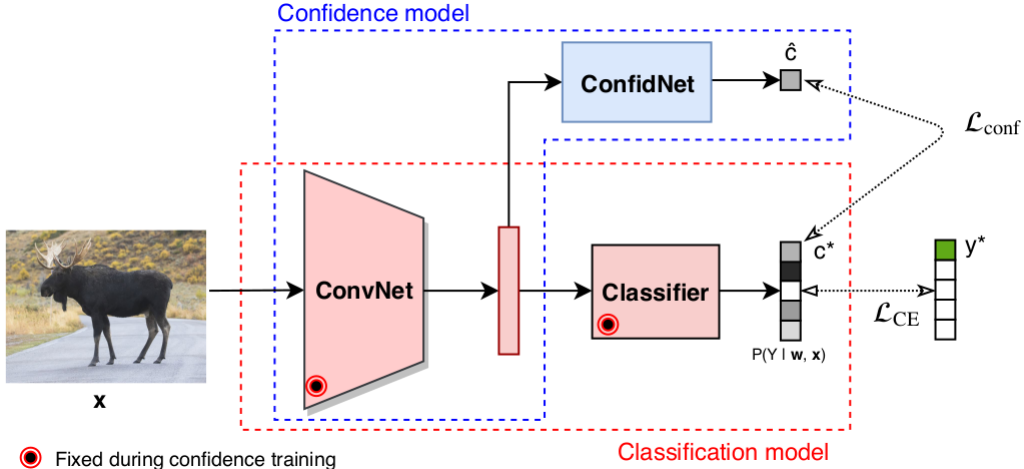 Confidence model
ĉ
ConfidNet
ℒconf
c*
y*
ConvNet
Classifier
ℒCE
P(Y | w, x)
x
Classification model
Fixed during confidence training